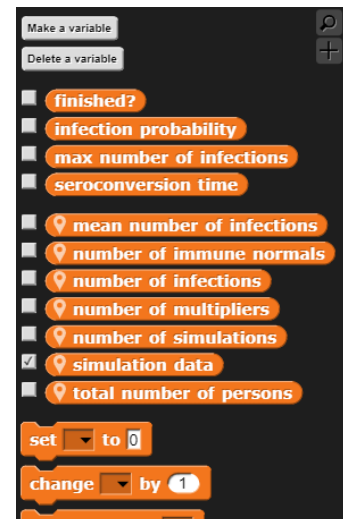 Make a variable
Delete a variable
finished?
infection probability
max number of infections
seroconversion time
mean number of infections
number of immune normals
number of infections
number of multipliers
number of simulations
simulation data
total number of persons
set to 0
change by 1